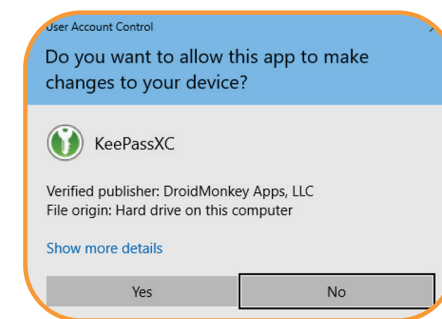 User Account Control
Do you want to allow this app to make
changes to your device?
KeePassXC
Verified publisher: DroidMonkey Apps, LLC
File origin: Hard drive on this computer
Show more details
Yes
No